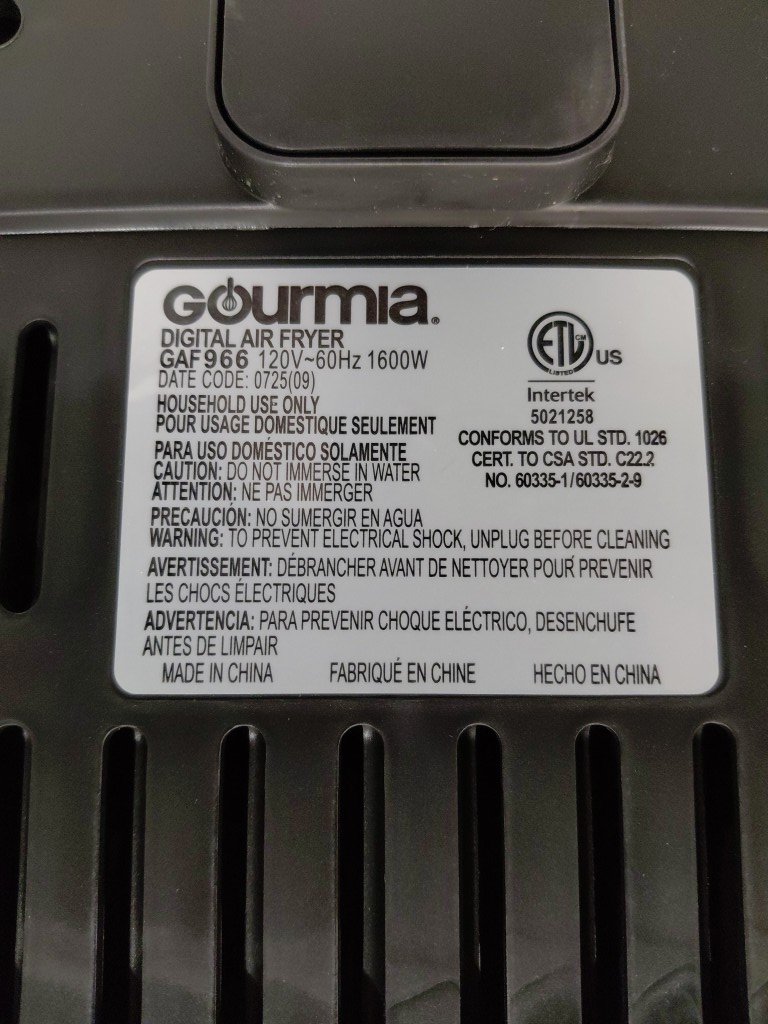 Gourmia®
DIGITAL AIR FRYER
GAF966 120V~60Hz 1600W
DATE CODE: 0725(09)
HOUSEHOLD USE ONLY
POUR USAGE DOMESTIQUE SEULEMENT
PARA USO DOMÉSTICO SOLAMENTE
CAUTION: DO NOT IMMERSE IN WATER
ATTENTION: NE PAS IMMERGER
PRECAUCIÓN: NO SUMERGIR EN AGUA
WARNING: TO PREVENT ELECTRICAL SHOCK, UNPLUG BEFORE CLEANING
AVERTISSEMENT: DÉBRANCHER AVANT DE NETTOYER POUR PREVENIR
LES CHOCS ÉLECTRIQUES
ADVERTENCIA: PARA PREVENIR CHOQUE ELÉCTRICO, DESENCHUFE
ANTES DE LIMPAIR
MADE IN CHINA FABRIQUÉ EN CHINE HECHO EN CHINA
ETL CM US
LISTED
Intertek
5021258
CONFORMS TO UL STD. 1026
CERT. TO CSA STD. C22.2
NO. 60335-1/60335-2-9